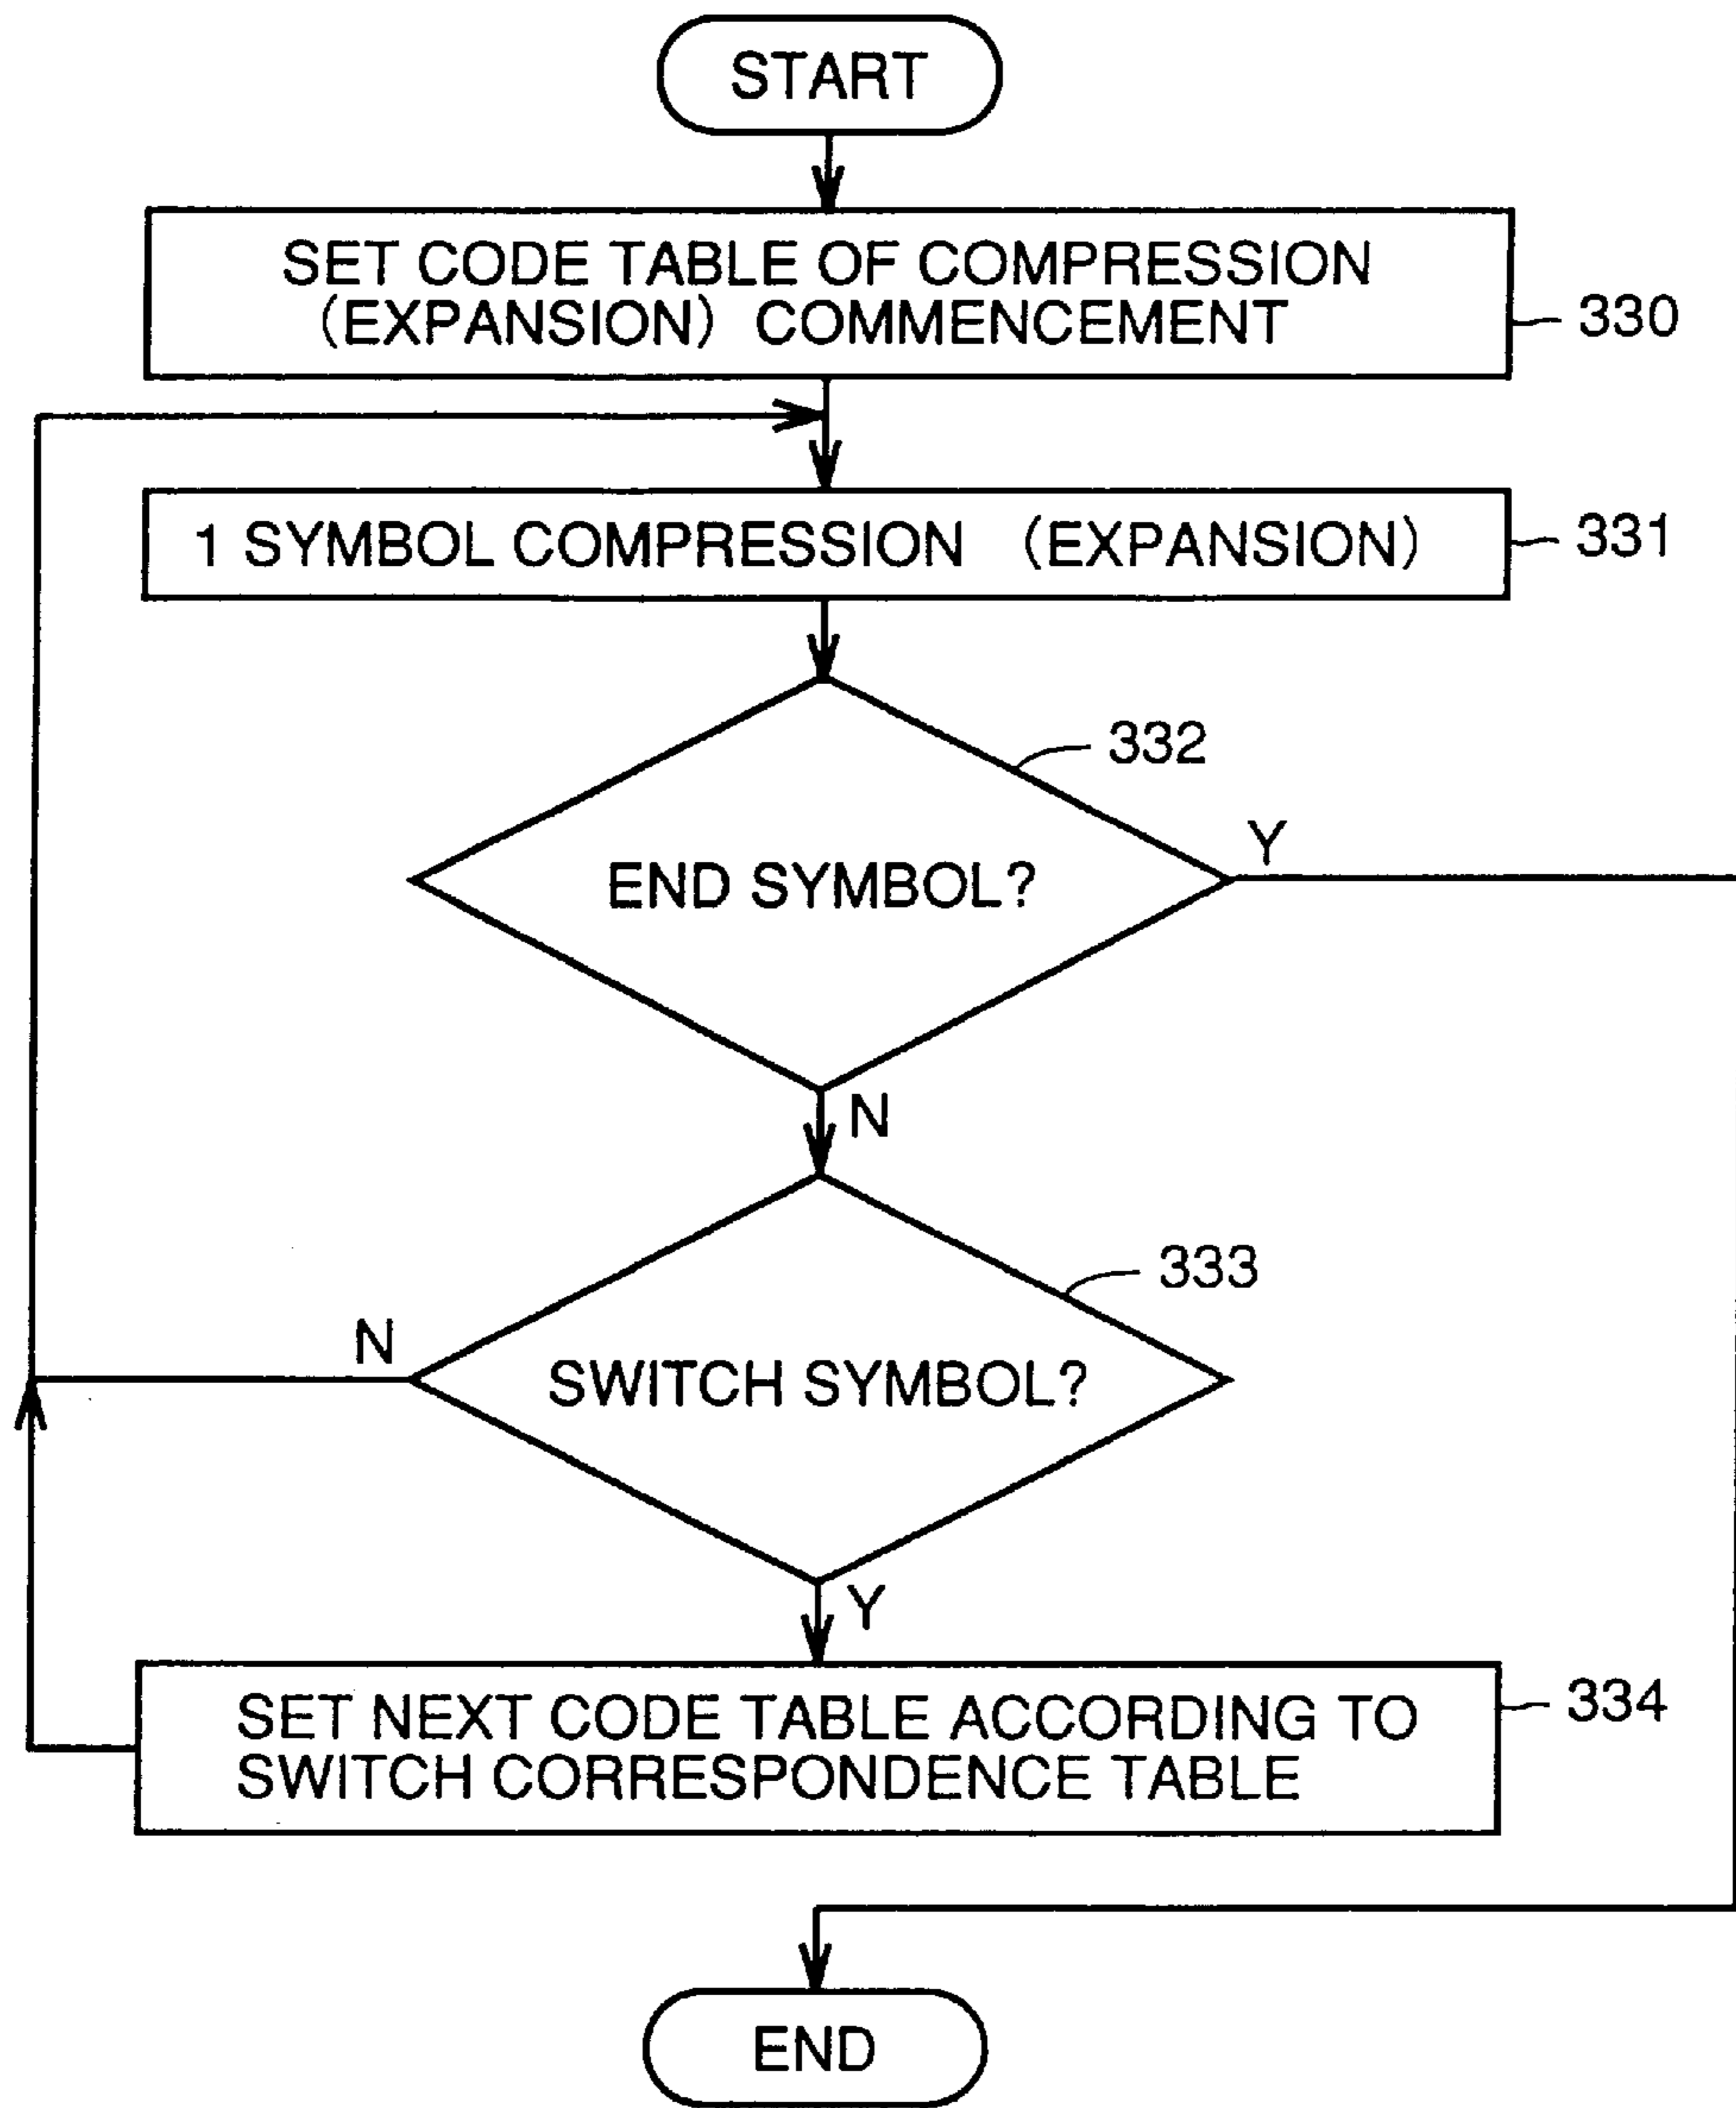 START
SET CODE TABLE OF COMPRESSION
(EXPANSION) COMMENCEMENT
330
1 SYMBOL COMPRESSION (EXPANSION)
331
332
END SYMBOL?
Y
N
333
SWITCH SYMBOL?
N
Y
SET NEXT CODE TABLE ACCORDING TO
SWITCH CORRESPONDENCE TABLE
334
END